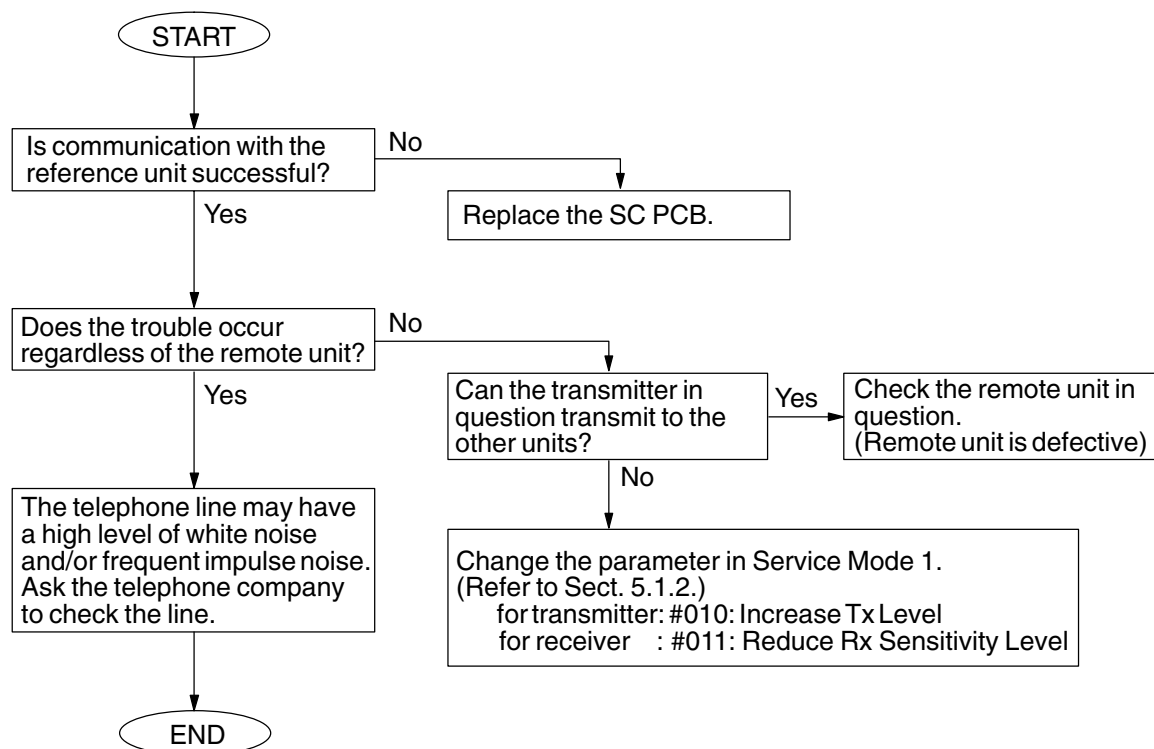 START
Is communication with the
reference unit successful?
No
Yes
Replace the SC PCB.
Does the trouble occur
regardless of the remote unit?
No
Yes
Can the transmitter in
question transmit to the
other units?
Yes
Check the remote unit in
question.
(Remote unit is defective)
No
The telephone line may have
a high level of white noise
and/or frequent impulse noise.
Ask the telephone company
to check the line.
Change the parameter in Service Mode 1.
(Refer to Sect. 5.1.2.)
for transmitter: #010: Increase Tx Level
for receiver : #011: Reduce Rx Sensitivity Level
END